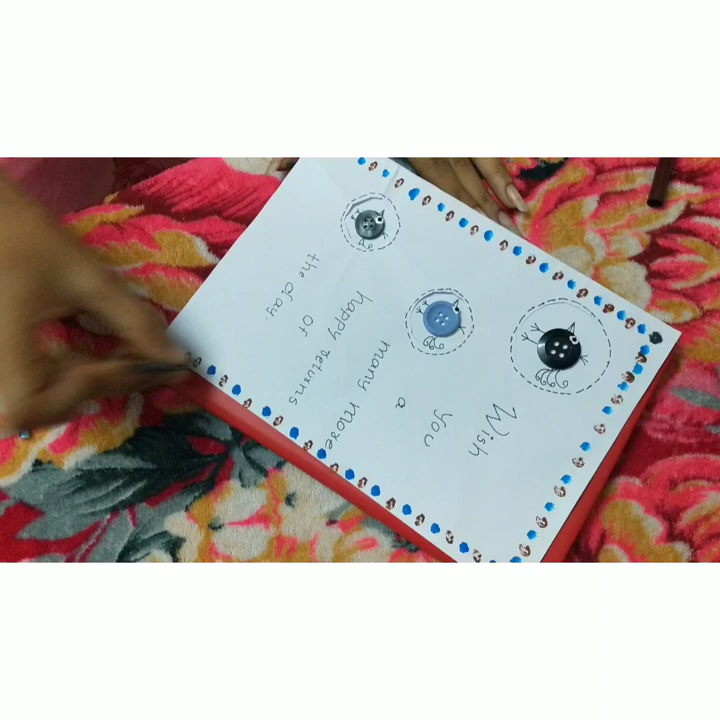 Wish
you
a
many more
happy returns
of
the day.